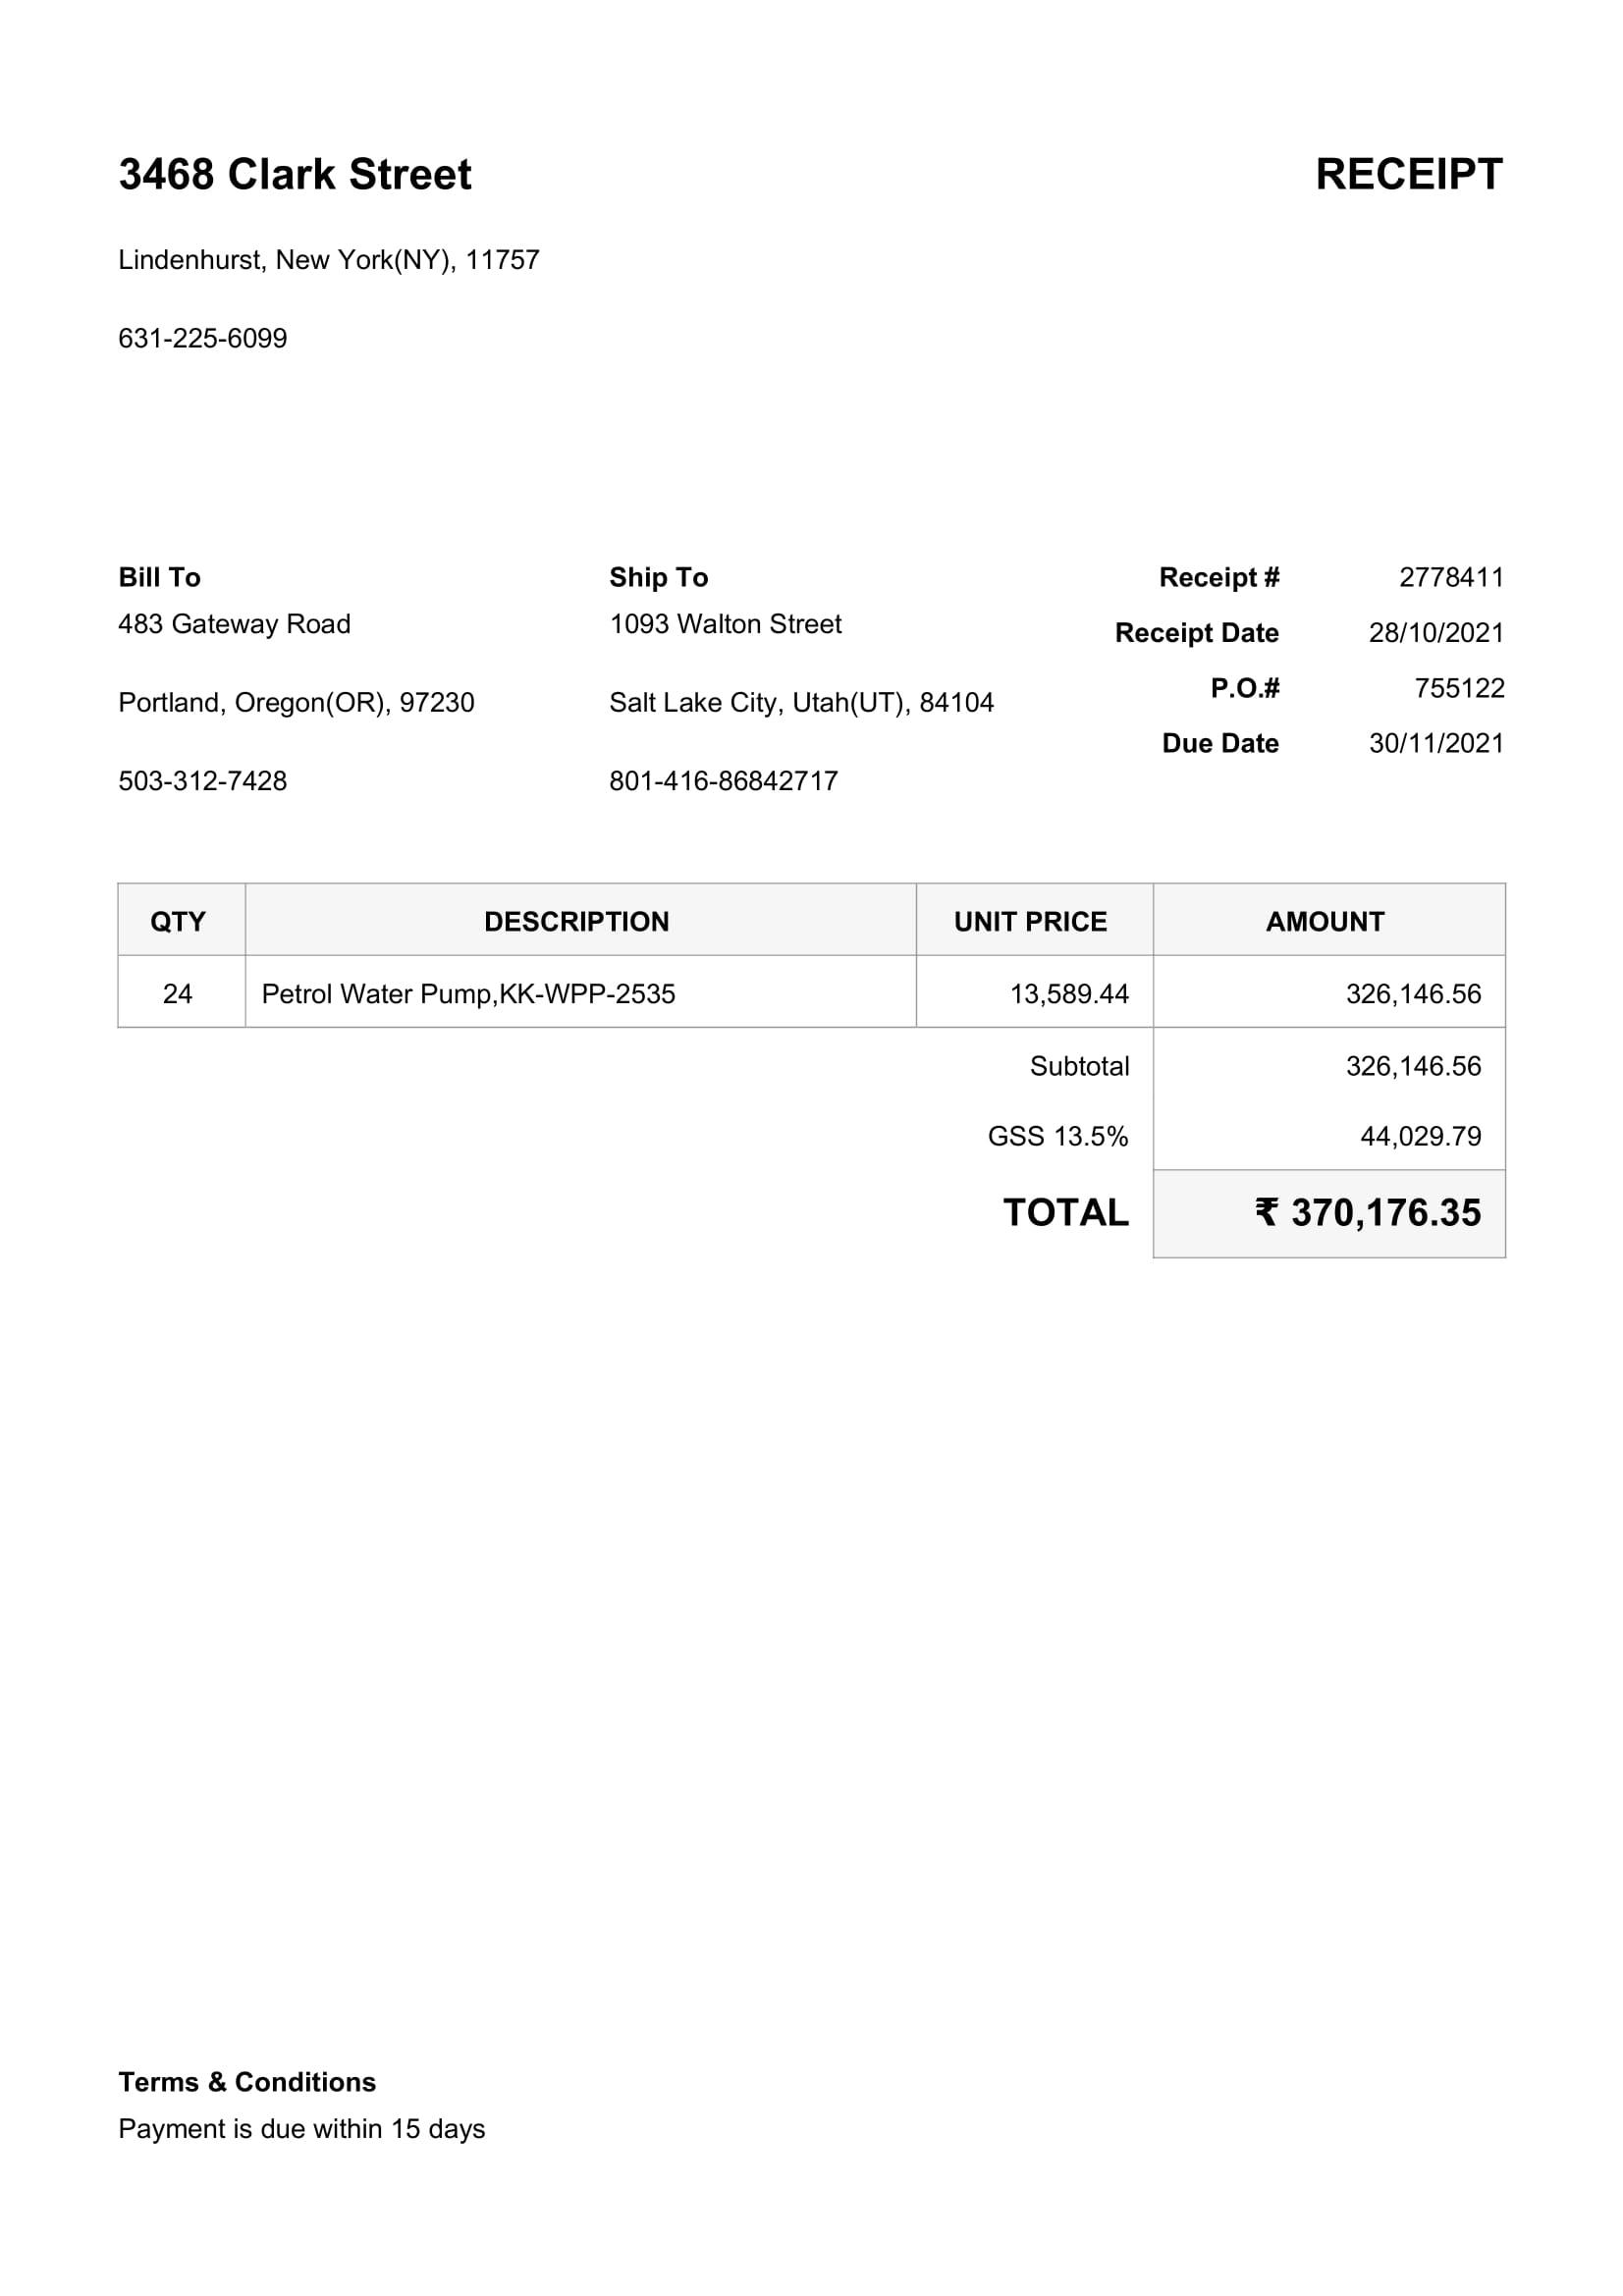 3468 Clark Street
RECEIPT
Lindenhurst, New York(NY), 11757
631-225-6099
Bill To
483 Gateway Road
Portland, Oregon(OR), 97230
503-312-7428
Ship To
1093 Walton Street
Salt Lake City, Utah(UT), 84104
801-416-86842717
Receipt # 2778411
Receipt Date 28/10/2021
P.O.# 755122
Due Date 30/11/2021
QTY DESCRIPTION UNIT PRICE AMOUNT
24 Petrol Water Pump,KK-WPP-2535 13,589.44 326,146.56
Subtotal 326,146.56
GSS 13.5% 44,029.79
TOTAL ₹ 370,176.35
Terms & Conditions
Payment is due within 15 days